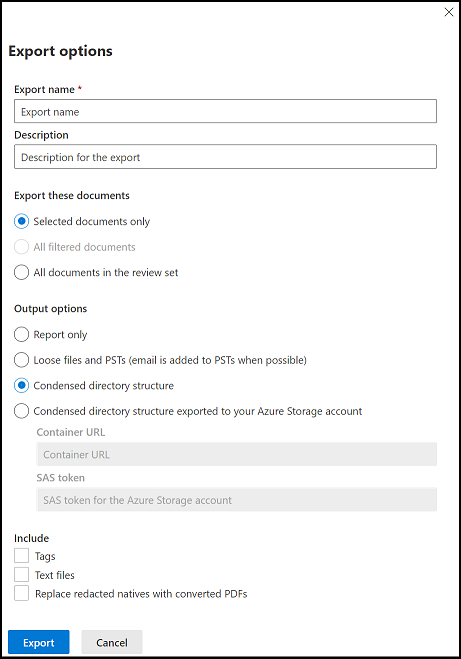 Export options
Export name *
Export name
Description
Description for the export
Export these documents
Selected documents only
All filtered documents
All documents in the review set
Output options
Report only
Loose files and PSTs (email is added to PSTs when possible)
Condensed directory structure
Condensed directory structure exported to your Azure Storage account
Container URL
Container URL
SAS token
SAS token for the Azure Storage account
Include
Tags
Text files
Replace redacted natives with converted PDFs
Export Cancel